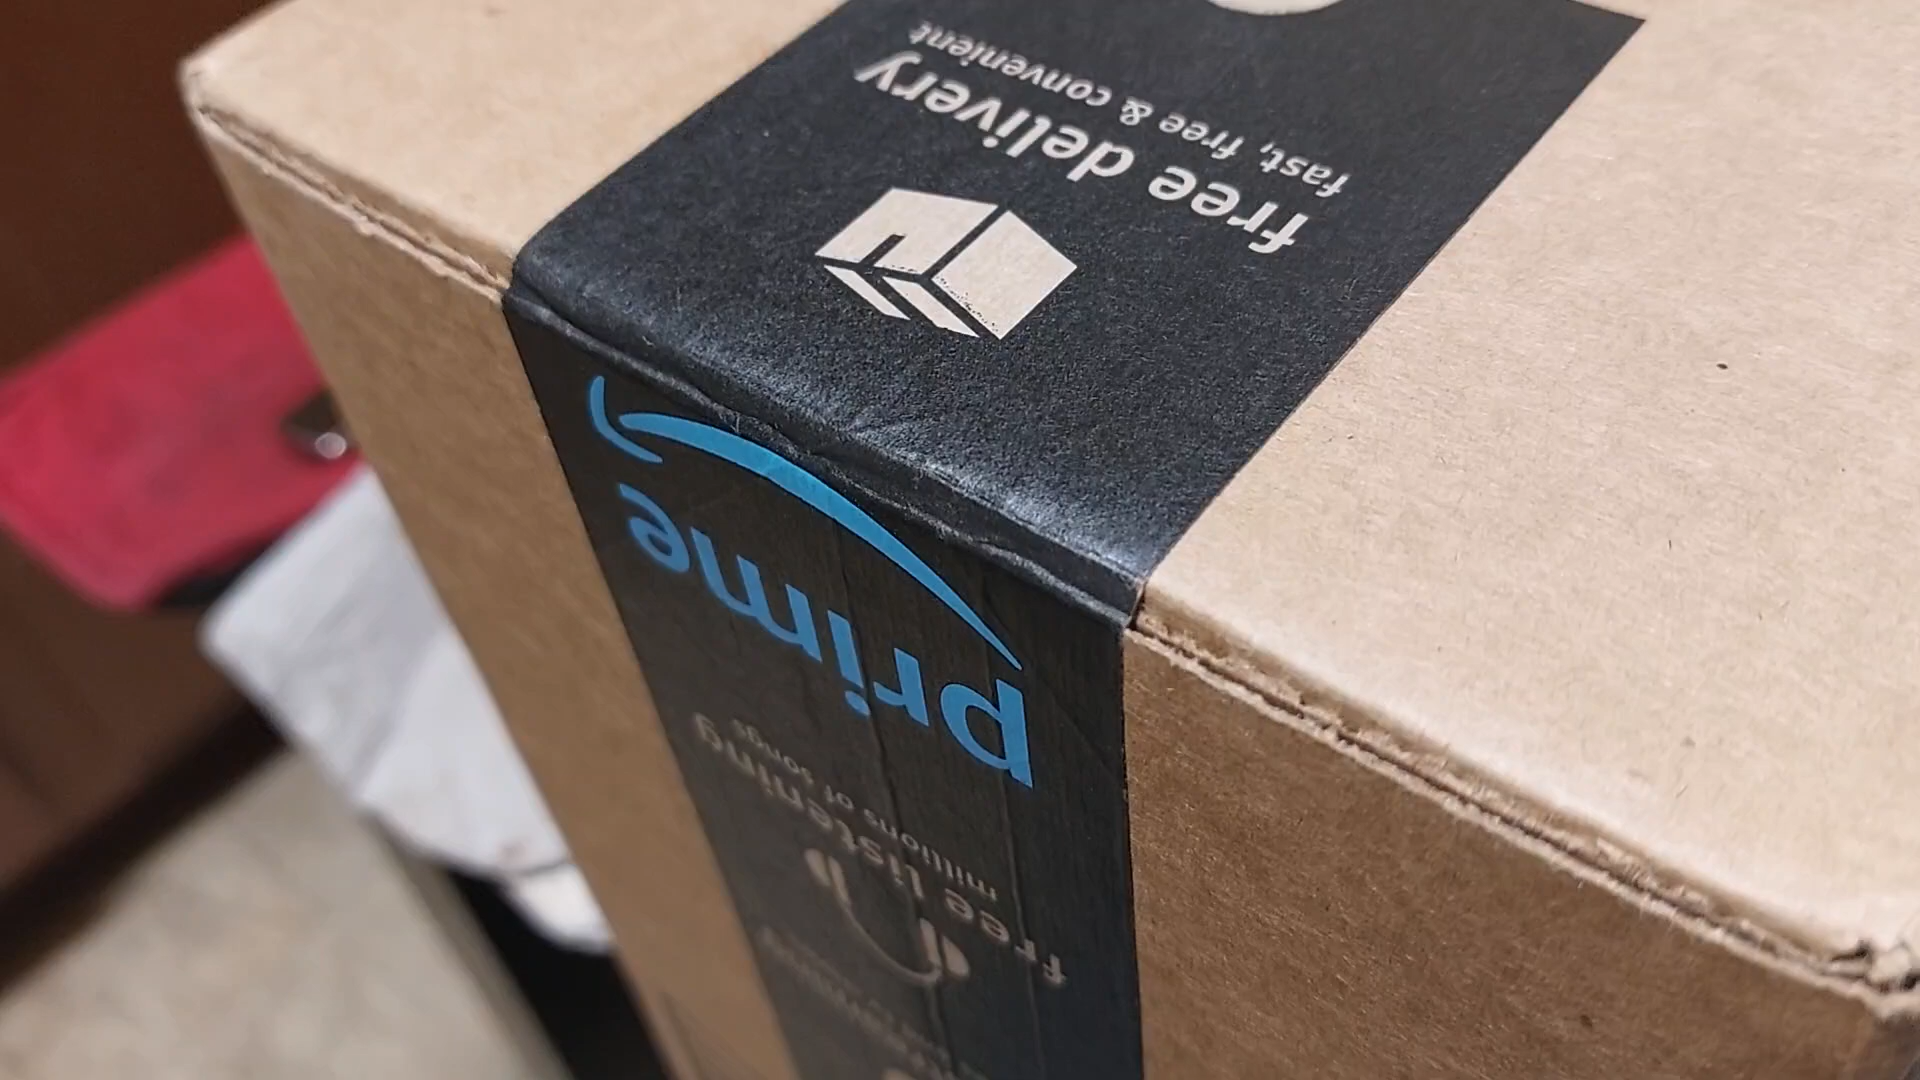 free delivery
fast, free & convenient
prime
free listening
millions of songs